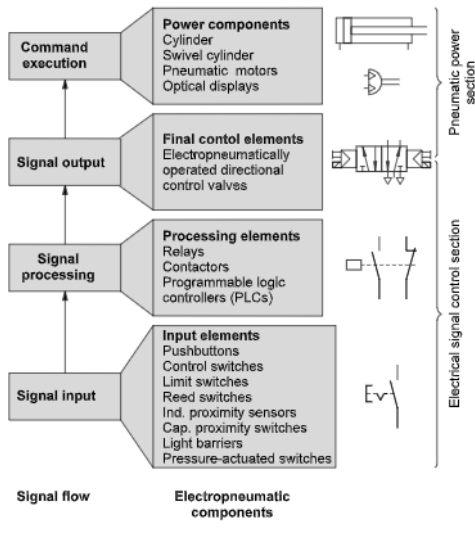 Command
execution
Power components
Cylinder
Swivel cylinder
Pneumatic motors
Optical displays
Pneumatic power
section
Signal output
Final contol elements
Electropneumatically
operated directional
control valves
Signal
processing
Processing elements
Relays
Contactors
Programmable logic
controllers (PLCs)
Electrical signal control section
Signal input
Input elements
Pushbuttons
Control switches
Limit switches
Reed switches
Ind. proximity sensors
Cap. proximity switches
Light barriers
Pressure-actuated switches
Signal flow
Electropneumatic
components